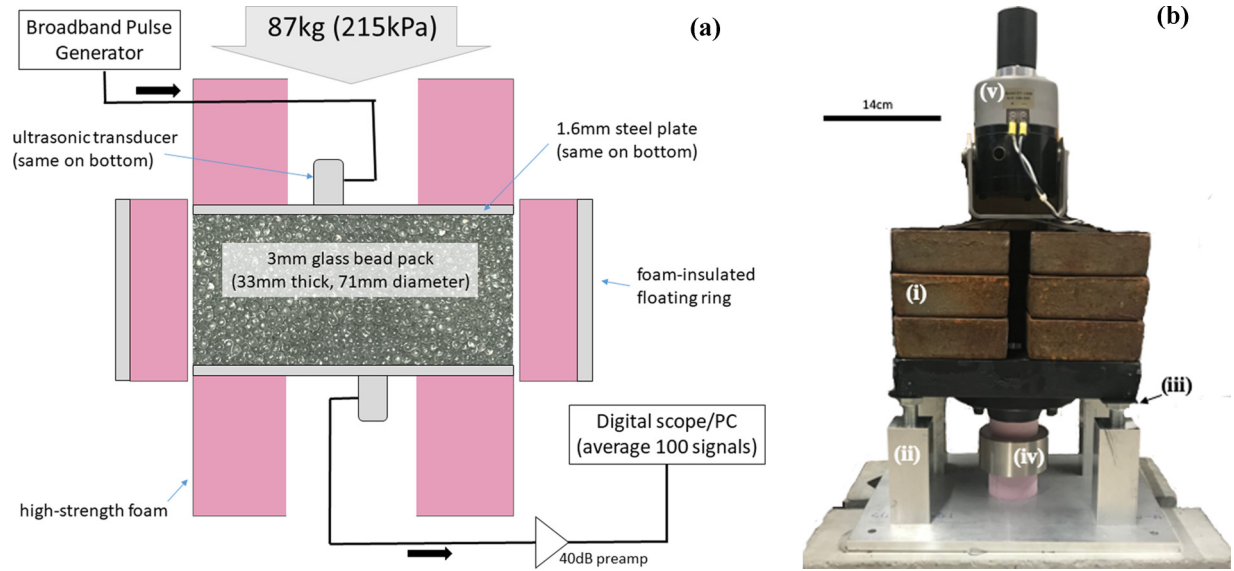 Broadband Pulse
Generator
87kg (215kPa)
(a)
ultrasonic transducer
(same on bottom)
1.6mm steel plate
(same on bottom)
3mm glass bead pack
(33mm thick, 71mm diameter)
foam-insulated
floating ring
Digital scope/PC
(average 100 signals)
high-strength foam
40dB preamp
(b)
14cm
(v)
(i)
(iii)
(ii)
(iv)